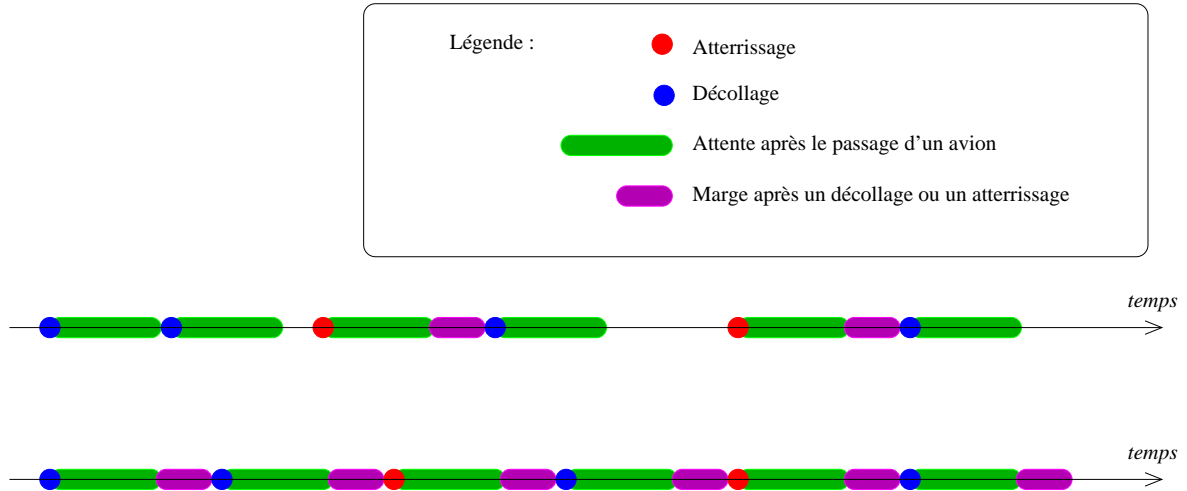 Légende :
Atterrissage
Décollage
Attente après le passage d'un avion
Marge après un décollage ou un atterrissage
temps
temps